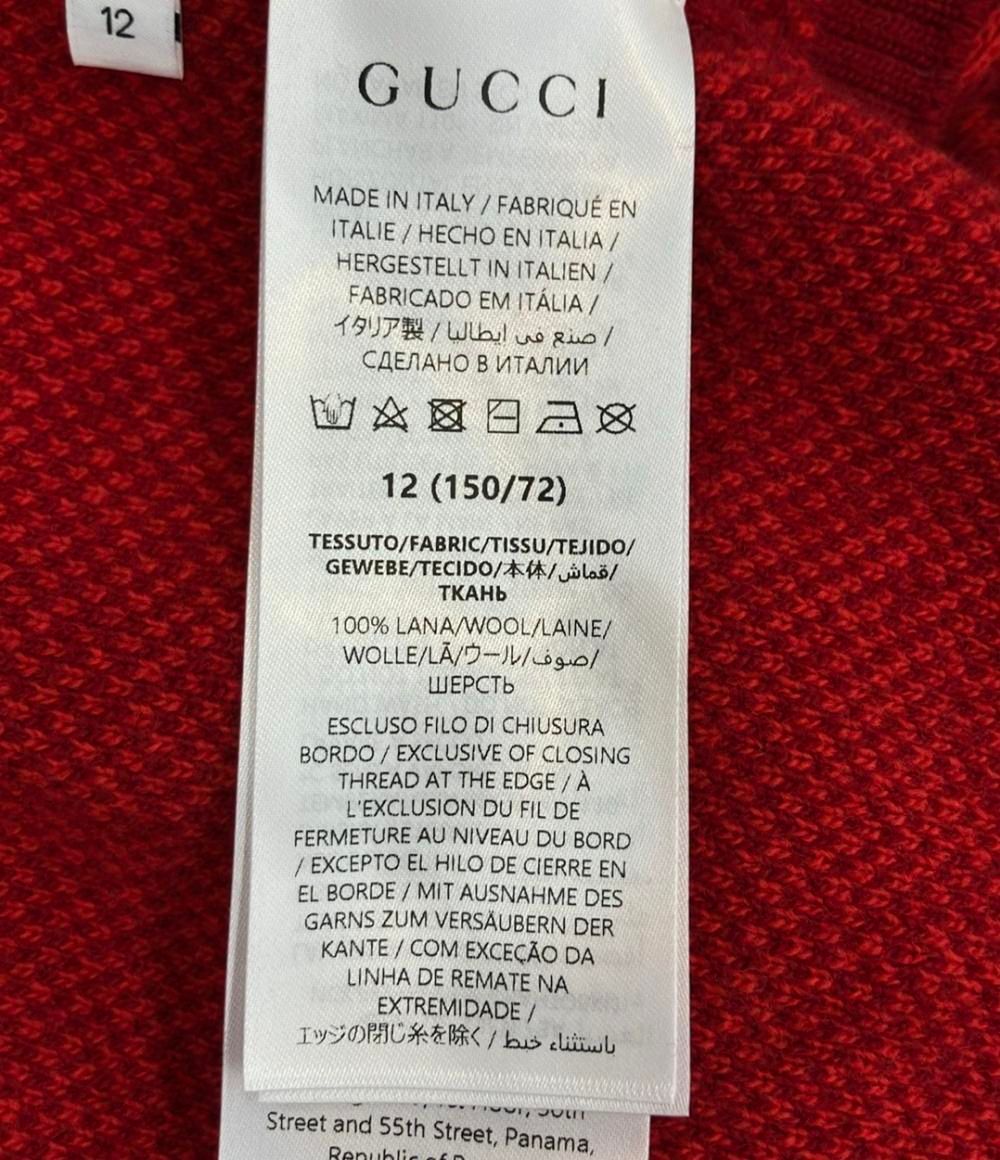 12
GUCCI
MADE IN ITALY / FABRIQUÉ EN
ITALIE / HECHO EN ITALIA /
HERGESTELLT IN ITALIEN /
FABRICADO EM ITÁLIA /
イタリア製 / صنع في إيطاليا /
СДЕЛАНО В ИТАЛИИ
12 (150/72)
TESSUTO/FABRIC/TISSU/TEJIDO/
GEWEBE/TECIDO/本体/قماش/
ТКАНЬ
100% LANA/WOOL/LAINE/
WOLLE/LÃ/ウール/صوف/
ШЕРСТЬ
ESCLUSO FILO DI CHIUSURA
BORDO / EXCLUSIVE OF CLOSING
THREAD AT THE EDGE / À
L'EXCLUSION DU FIL DE
FERMETURE AU NIVEAU DU BORD
/ EXCEPTO EL HILO DE CIERRE EN
EL BORDE / MIT AUSNAHME DES
GARNS ZUM VERSÄUBERN DER
KANTE / COM EXCEÇÃO DA
LINHA DE REMATE NA
EXTREMIDADE /
エッジの閉じ糸を除く / باستثناء خيط
Street and 55th Street, Panama,